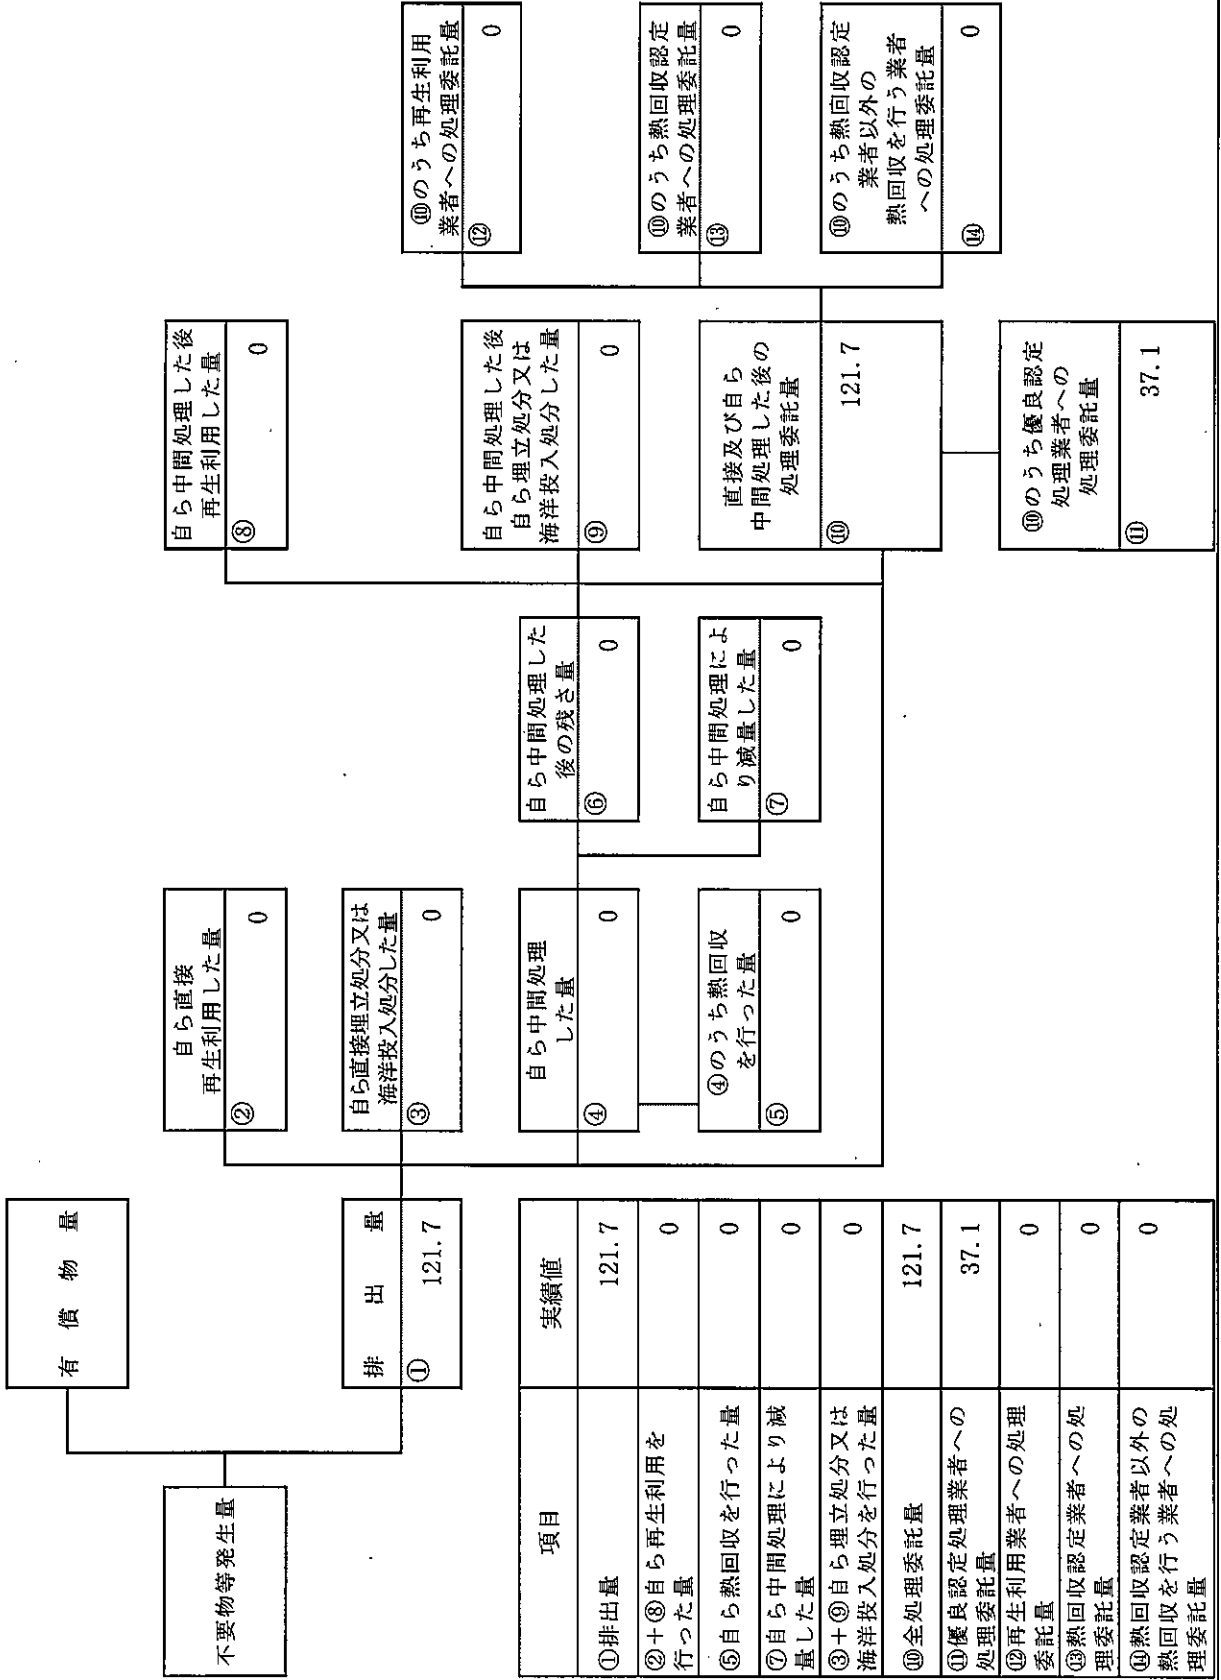 不要物等発生量
有 償 物 量
排 出 量
① 121.7
自ら直接
再生利用した量
② 0
自ら直接埋立処分又は
海洋投入処分した量
③ 0
自ら中間処理
した量
④ 0
④のうち熱回収
を行った量
⑤ 0
自ら中間処理した
後の残さ量
⑥ 0
自ら中間処理によ
り減量した量
⑦ 0
自ら中間処理した後
再生利用した量
⑧ 0
自ら中間処理した後
自ら埋立処分又は
海洋投入処分した量
⑨ 0
直接及び自ら
中間処理した後の
処理委託量
⑩ 121.7
⑩のうち優良認定
処理業者への
処理委託量
⑪ 37.1
⑩のうち再生利用
業者への処理委託量
⑫ 0
⑩のうち熱回収認定
業者への処理委託量
⑬ 0
⑩のうち熱回収認定
業者以外の
熱回収を行う業者
への処理委託量
⑭ 0
項目 実績値
①排出量 121.7
②+⑧自ら再生利用を
行った量 0
⑤自ら熱回収を行った量 0
⑦自ら中間処理により減
量した量 0
③+⑨自ら埋立処分又は
海洋投入処分を行った量 0
⑩全処理委託量 121.7
⑪優良認定処理業者への
処理委託量 37.1
⑫再生利用業者への処理
委託量 0
⑬熱回収認定業者への処
理委託量 0
⑭熱回収認定業者以外の
熱回収を行う業者への処
理委託量 0